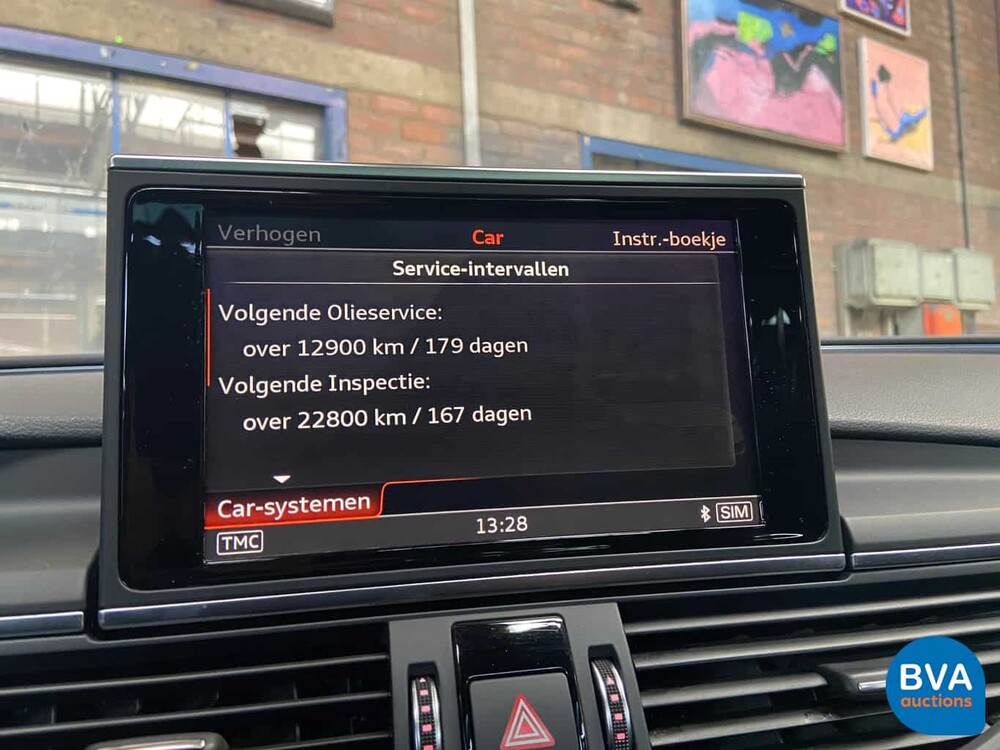 Verhogen Car Instr.-boekje
Service-intervallen
Volgende Olieservice:
over 12900 km / 179 dagen
Volgende Inspectie:
over 22800 km / 167 dagen
Car-systemen
TMC 13:28 SIM
BVA
auctions